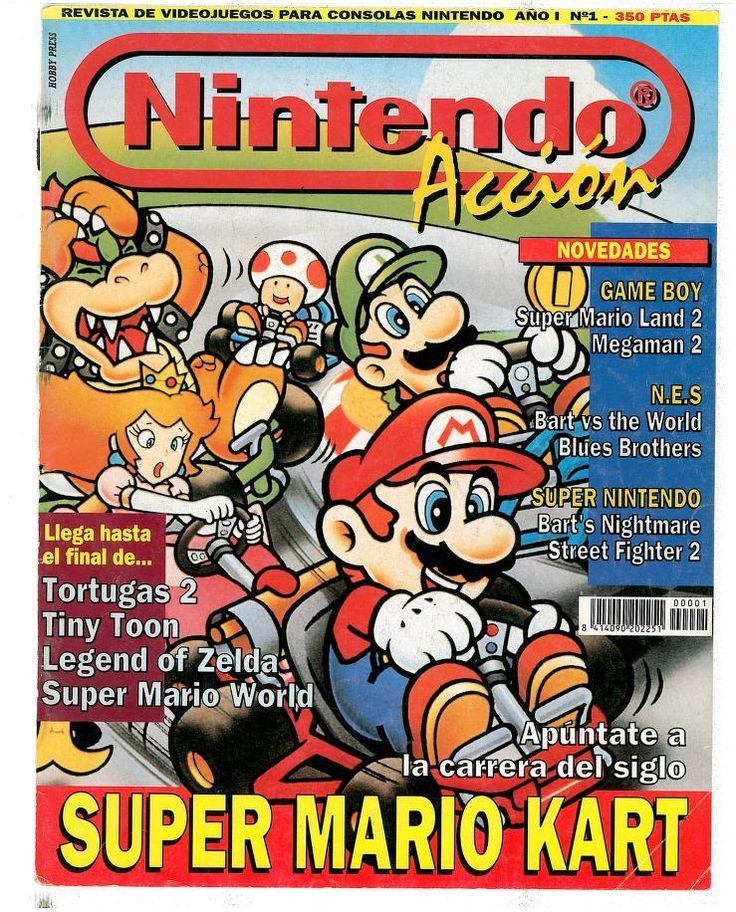 REVISTA DE VIDEOJUEGOS PARA CONSOLAS NINTENDO AÑO I Nº1 - 350 PTAS
HOBBY PRESS
Nintendo®
Acción
NOVEDADES
GAME BOY
Super Mario Land 2
Megaman 2
N.E.S
Bart vs the World
Blues Brothers
SUPER NINTENDO
Bart's Nightmare
Street Fighter 2
00001
8 414090 202251
M
L
Llega hasta
el final de...
Tortugas 2
Tiny Toon
Legend of Zelda
Super Mario World
Apúntate a
la carrera del siglo
SUPER MARIO KART